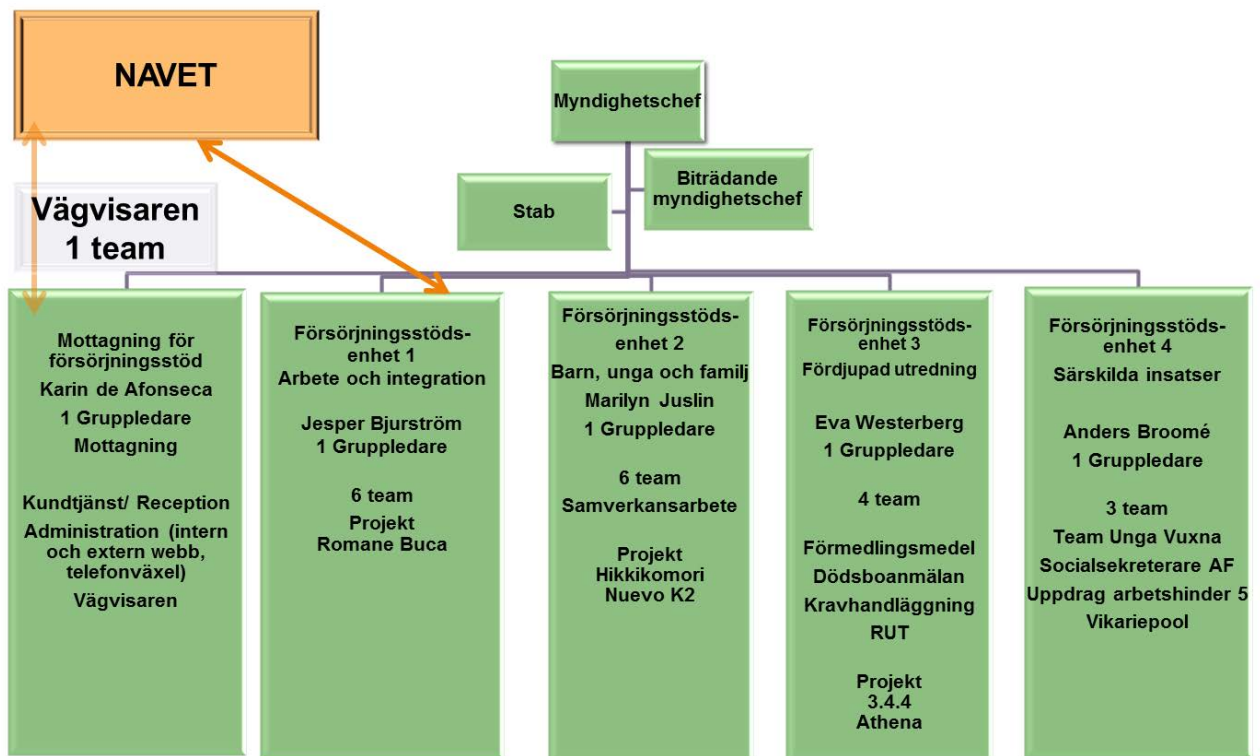 NAVET
Myndighetschef
Biträdande
myndighetschef
Stab
Vägvisaren
1 team
Mottagning för
försörjningsstöd
Karin de Afonseca
1 Gruppledare
Mottagning
Kundtjänst/ Reception
Administration (intern
och extern webb,
telefonväxel)
Vägvisaren
Försörjningsstöds-
enhet 1
Arbete och integration
Jesper Bjurström
1 Gruppledare
6 team
Projekt
Romane Buca
Försörjningsstöds-
enhet 2
Barn, unga och familj
Marilyn Juslin
1 Gruppledare
6 team
Samverkansarbete
Projekt
Hikkikomori
Nuevo K2
Försörjningsstöds-
enhet 3
Fördjupad utredning
Eva Westerberg
1 Gruppledare
4 team
Förmedlingsmedel
Dödsboanmälan
Kravhandläggning
RUT
Projekt
3.4.4
Athena
Försörjningsstöds-
enhet 4
Särskilda insatser
Anders Broomé
1 Gruppledare
3 team
Team Unga Vuxna
Socialsekreterare AF
Uppdrag arbetshinder 5
Vikariepool